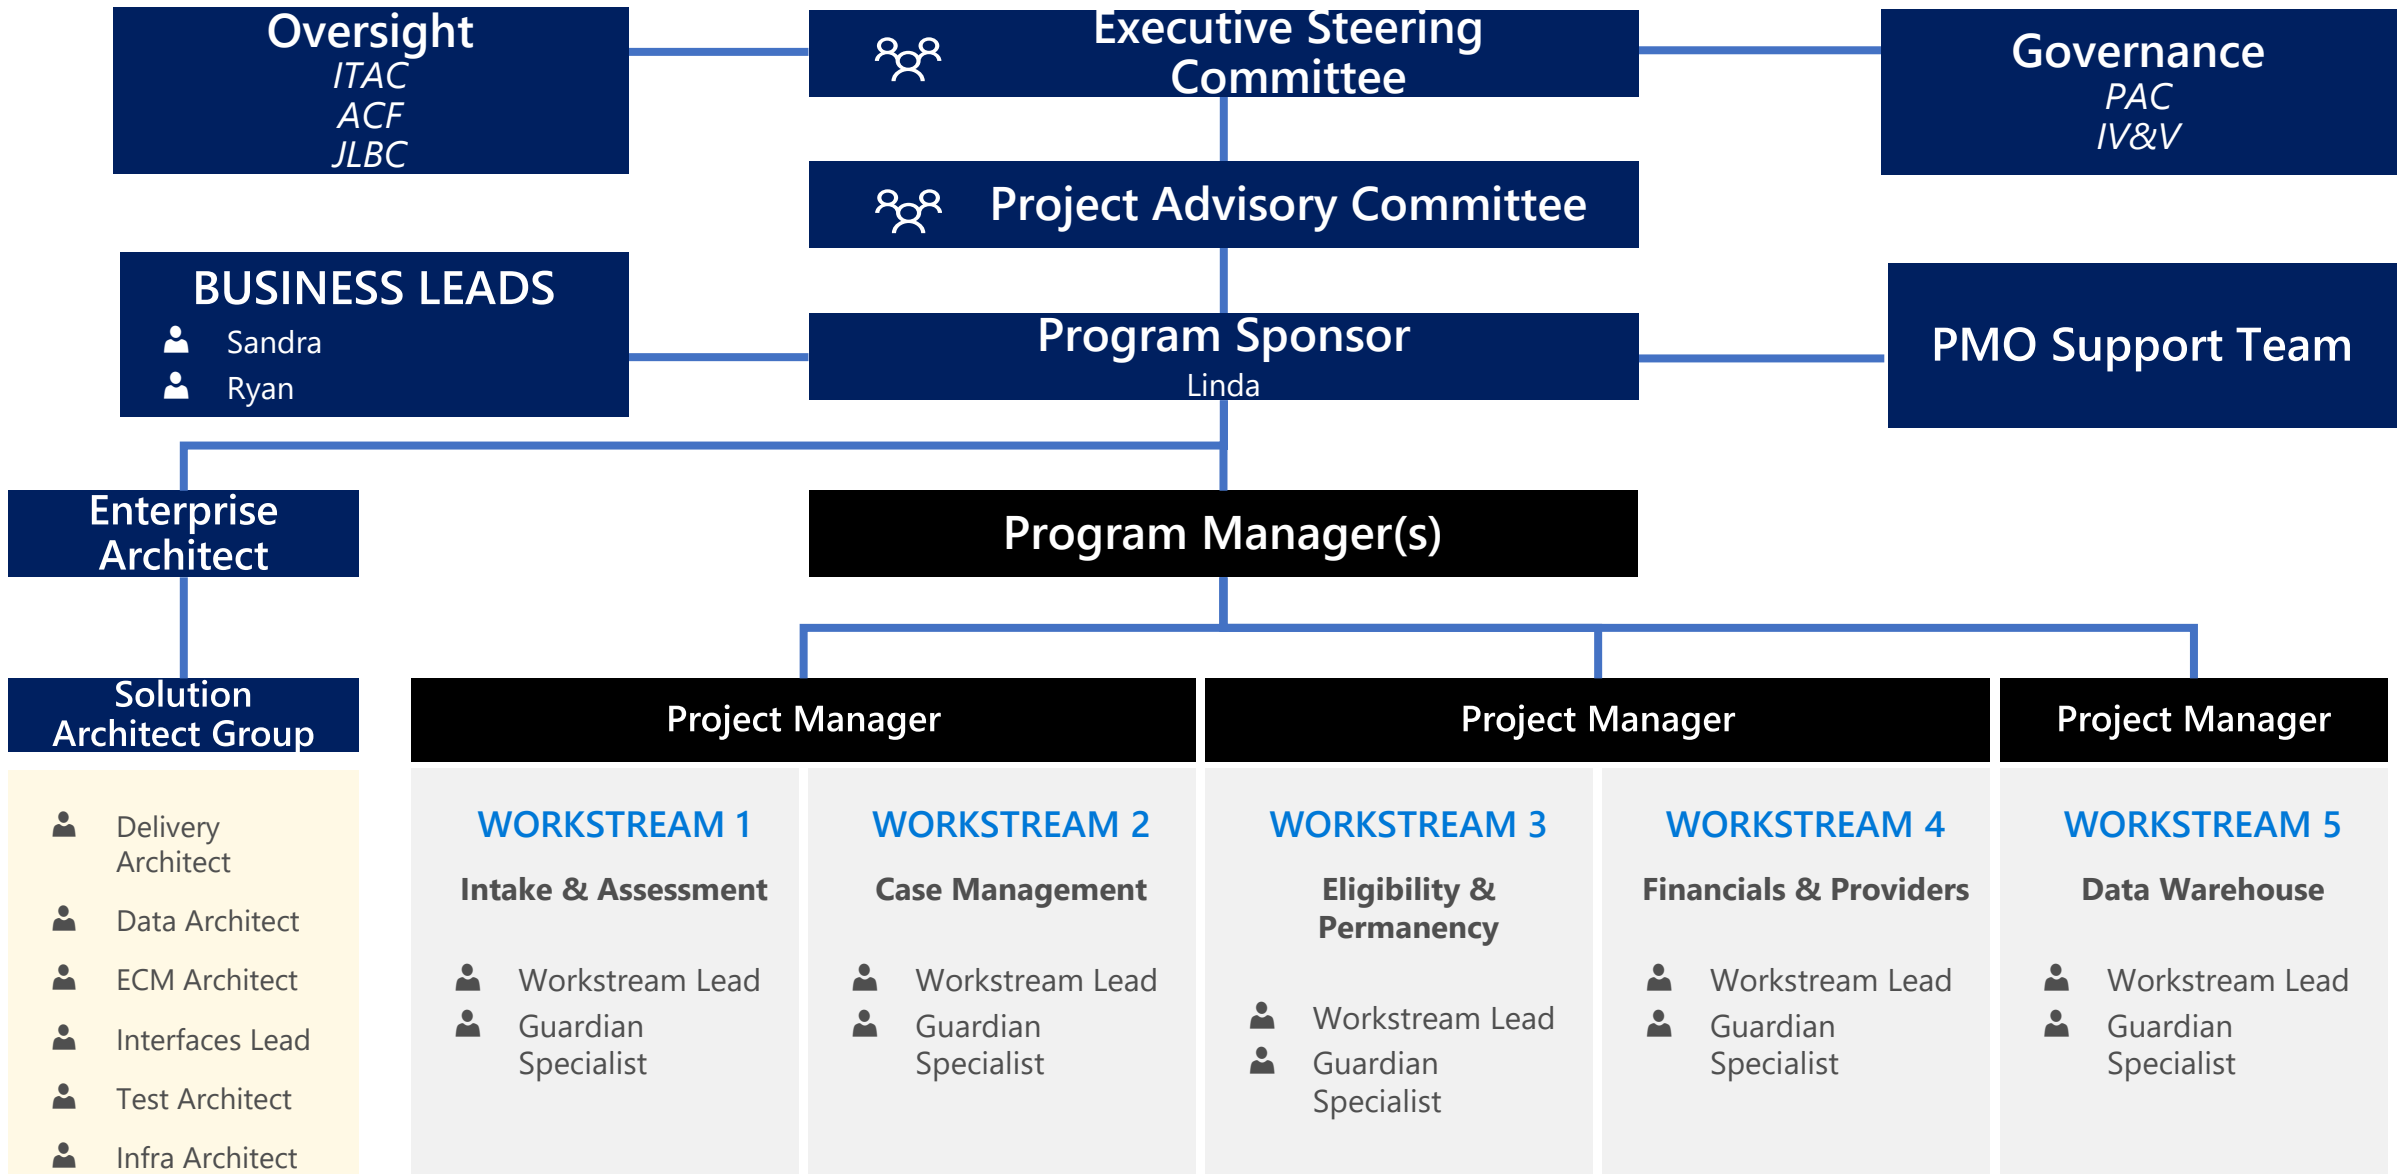 Oversight
ITAC
ACF
JLBC
Executive Steering
Committee
Governance
PAC
IV&V
Project Advisory Committee
BUSINESS LEADS
Sandra
Ryan
Program Sponsor
Linda
PMO Support Team
Enterprise
Architect
Program Manager(s)
Solution
Architect Group
Delivery
Architect
Data Architect
ECM Architect
Interfaces Lead
Test Architect
Infra Architect
Project Manager
WORKSTREAM 1
Intake & Assessment
Workstream Lead
Guardian
Specialist
WORKSTREAM 2
Case Management
Workstream Lead
Guardian
Specialist
Project Manager
WORKSTREAM 3
Eligibility &
Permanency
Workstream Lead
Guardian
Specialist
WORKSTREAM 4
Financials & Providers
Workstream Lead
Guardian
Specialist
Project Manager
WORKSTREAM 5
Data Warehouse
Workstream Lead
Guardian
Specialist